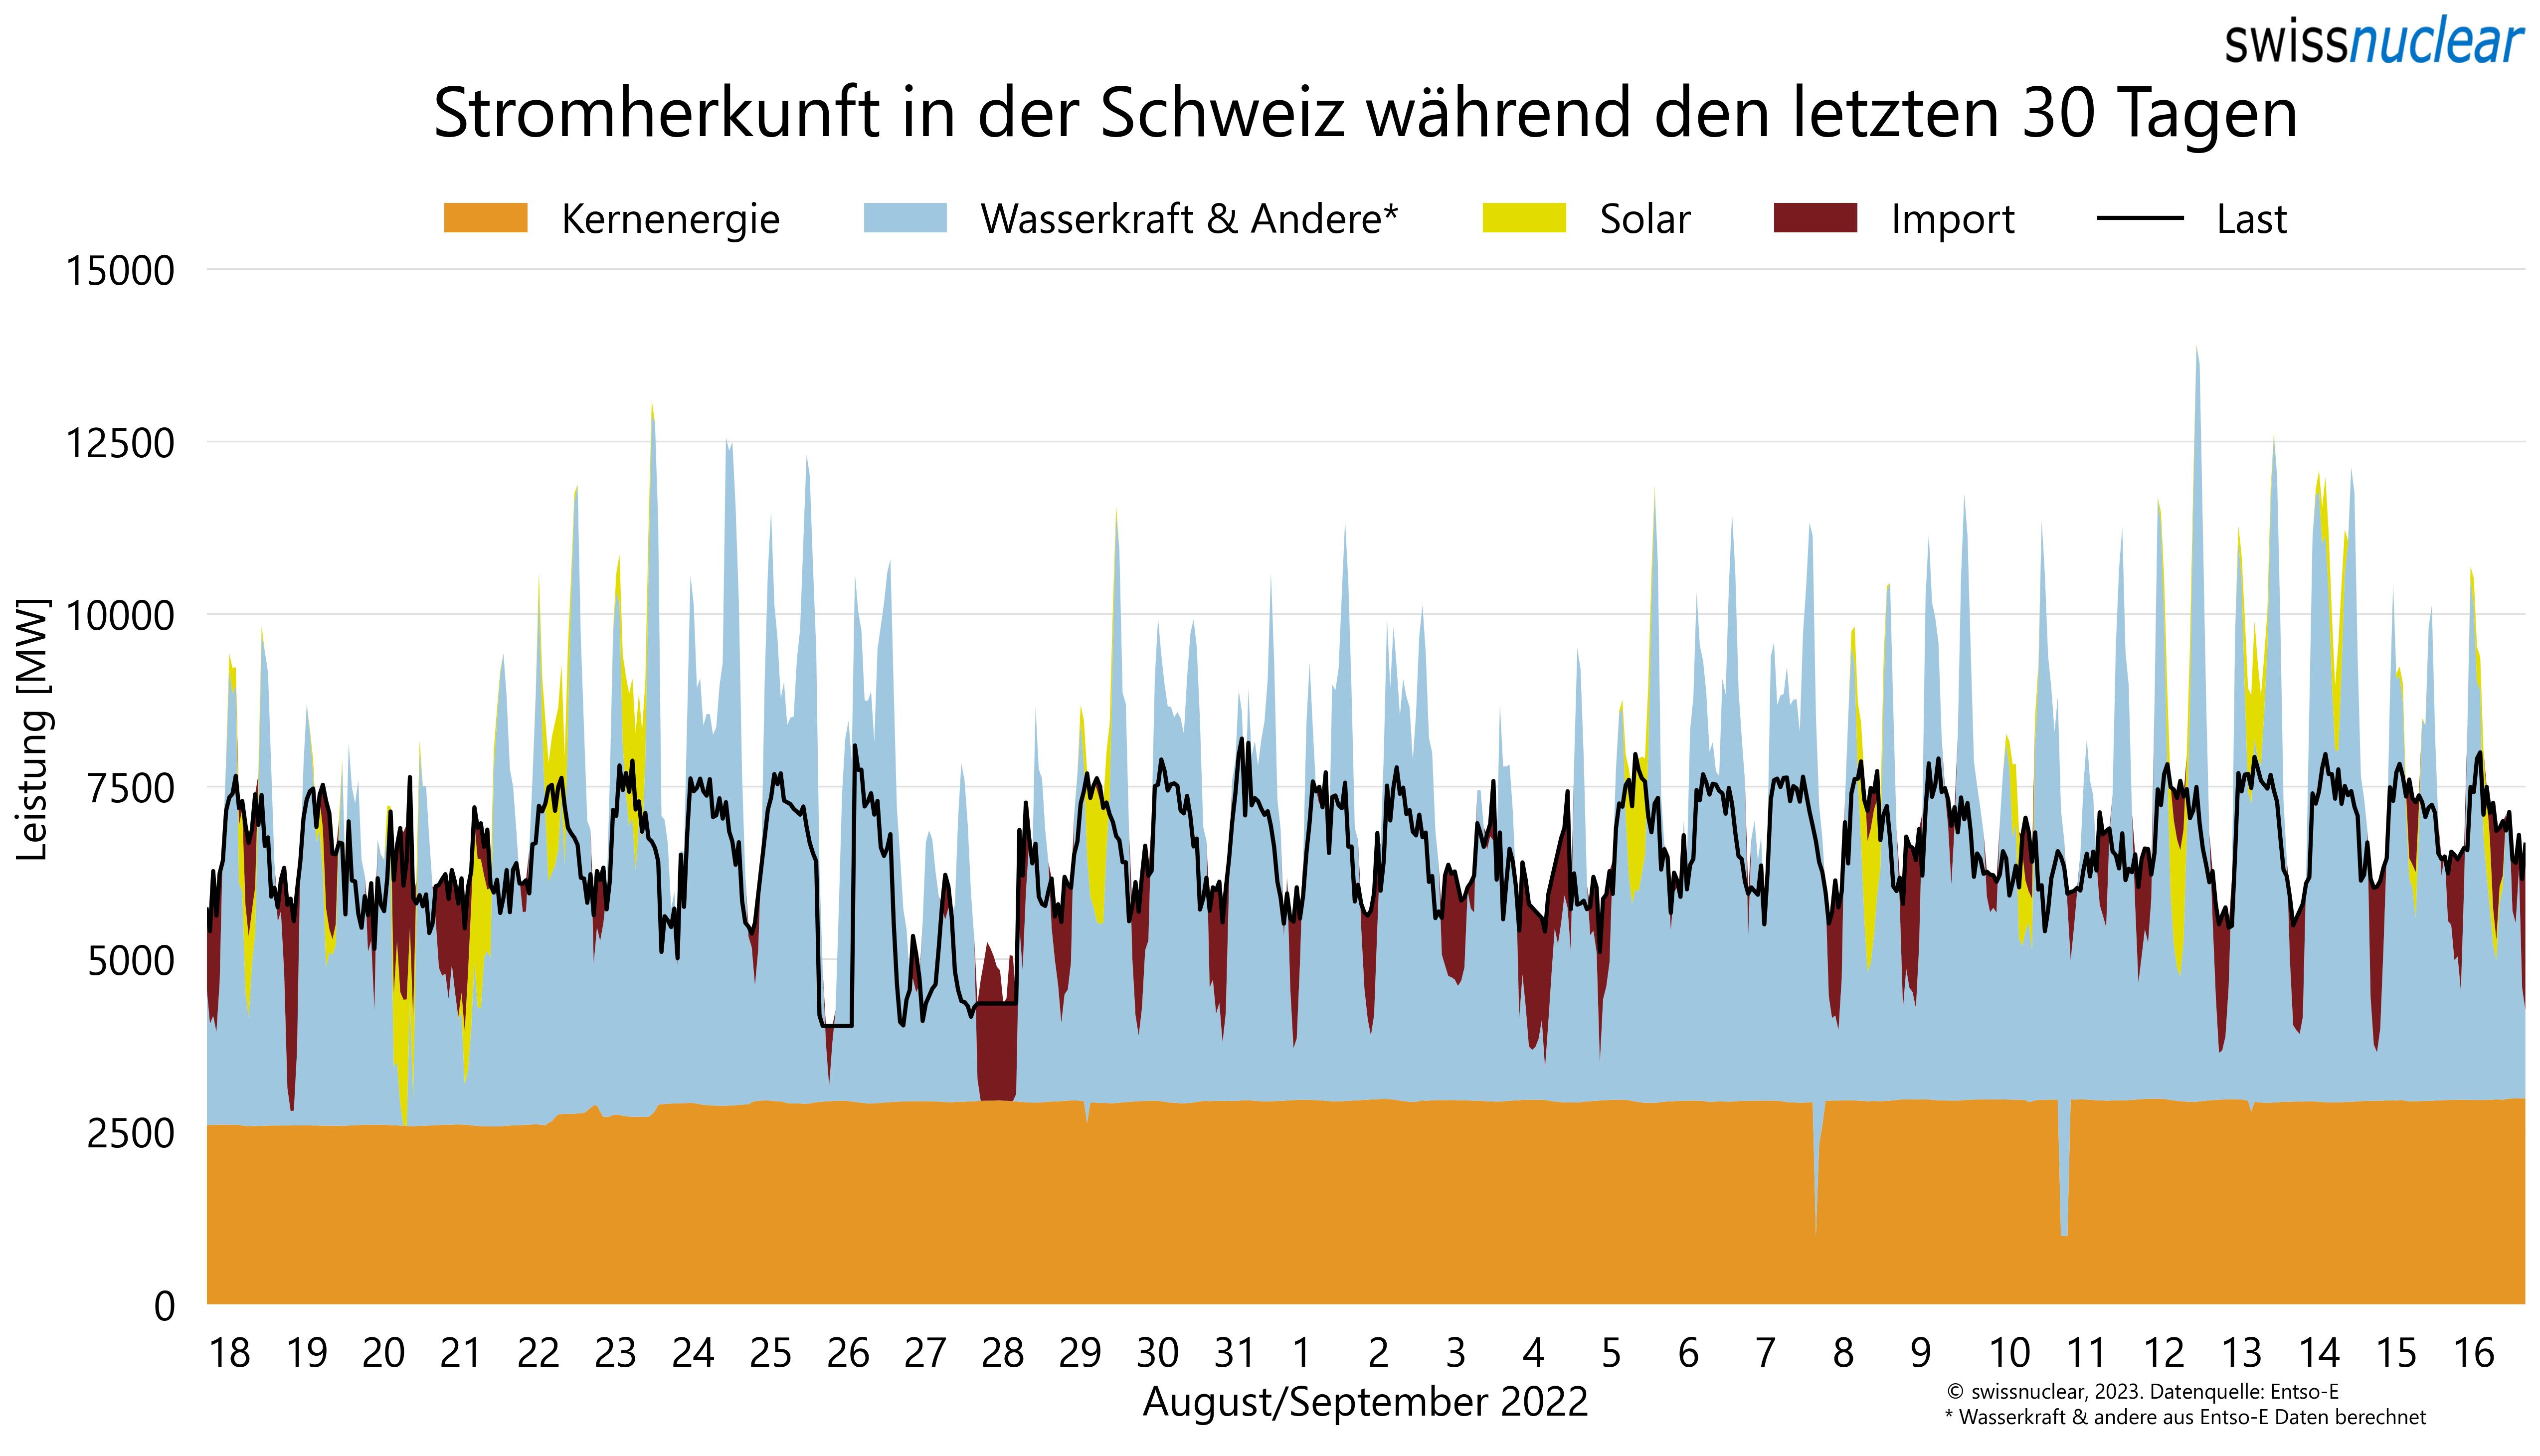 swissnuclear
Stromherkunft in der Schweiz während den letzten 30 Tagen
Kernenergie Wasserkraft & Andere* Solar Import Last
15000
12500
10000
7500
5000
2500
0
Leistung [MW]
18 19 20 21 22 23 24 25 26 27 28 29 30 31 1 2 3 4 5 6 7 8 9 10 11 12 13 14 15 16
August/September 2022
© swissnuclear, 2023. Datenquelle: Entso-E
* Wasserkraft & andere aus Entso-E Daten berechnet